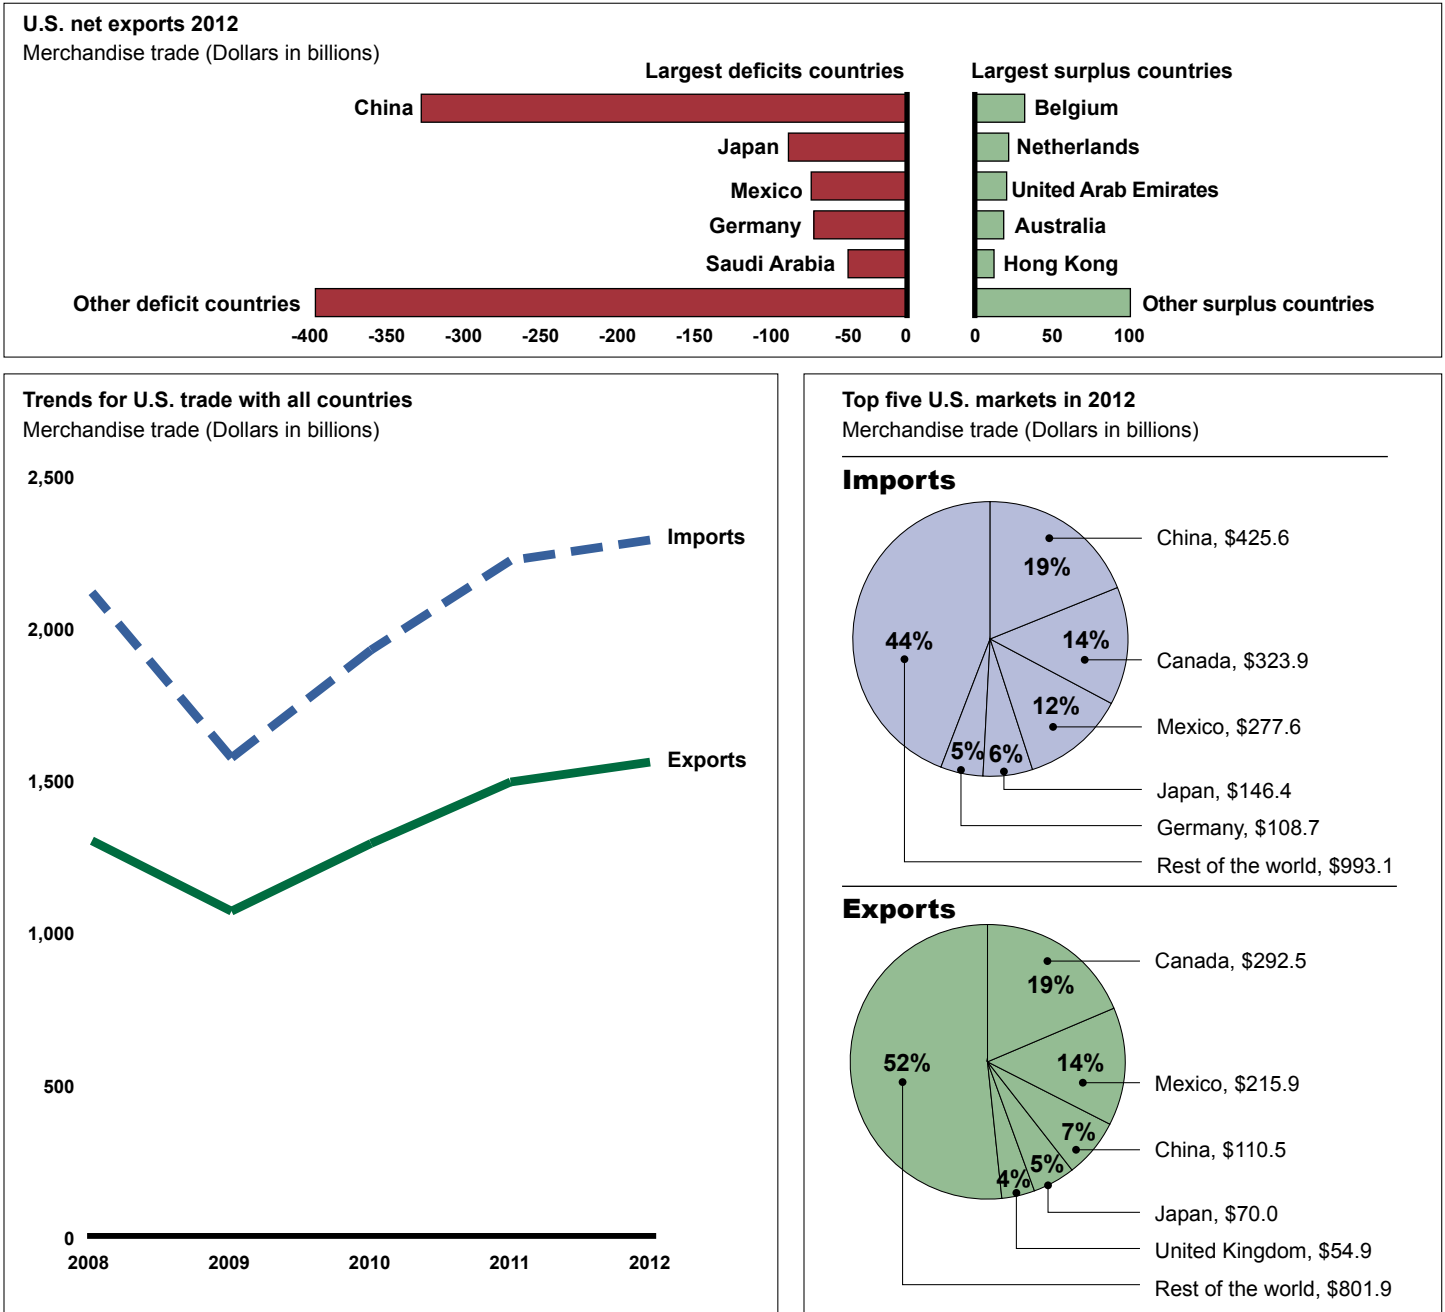 U.S. net exports 2012
Merchandise trade (Dollars in billions)
Largest deficits countries
Largest surplus countries
China
Belgium
Japan
Netherlands
Mexico
United Arab Emirates
Germany
Australia
Saudi Arabia
Hong Kong
Other deficit countries
Other surplus countries
-400 -350 -300 -250 -200 -150 -100 -50 0
0 50 100
Trends for U.S. trade with all countries
Merchandise trade (Dollars in billions)
2,500
Imports
2,000
Exports
1,500
1,000
500
0
2008 2009 2010 2011 2012
Top five U.S. markets in 2012
Merchandise trade (Dollars in billions)
Imports
China, $425.6
19%
14%
Canada, $323.9
44%
12%
Mexico, $277.6
5% 6%
Japan, $146.4
Germany, $108.7
Rest of the world, $993.1
Exports
Canada, $292.5
19%
52%
14%
Mexico, $215.9
7%
China, $110.5
5%
4%
Japan, $70.0
United Kingdom, $54.9
Rest of the world, $801.9